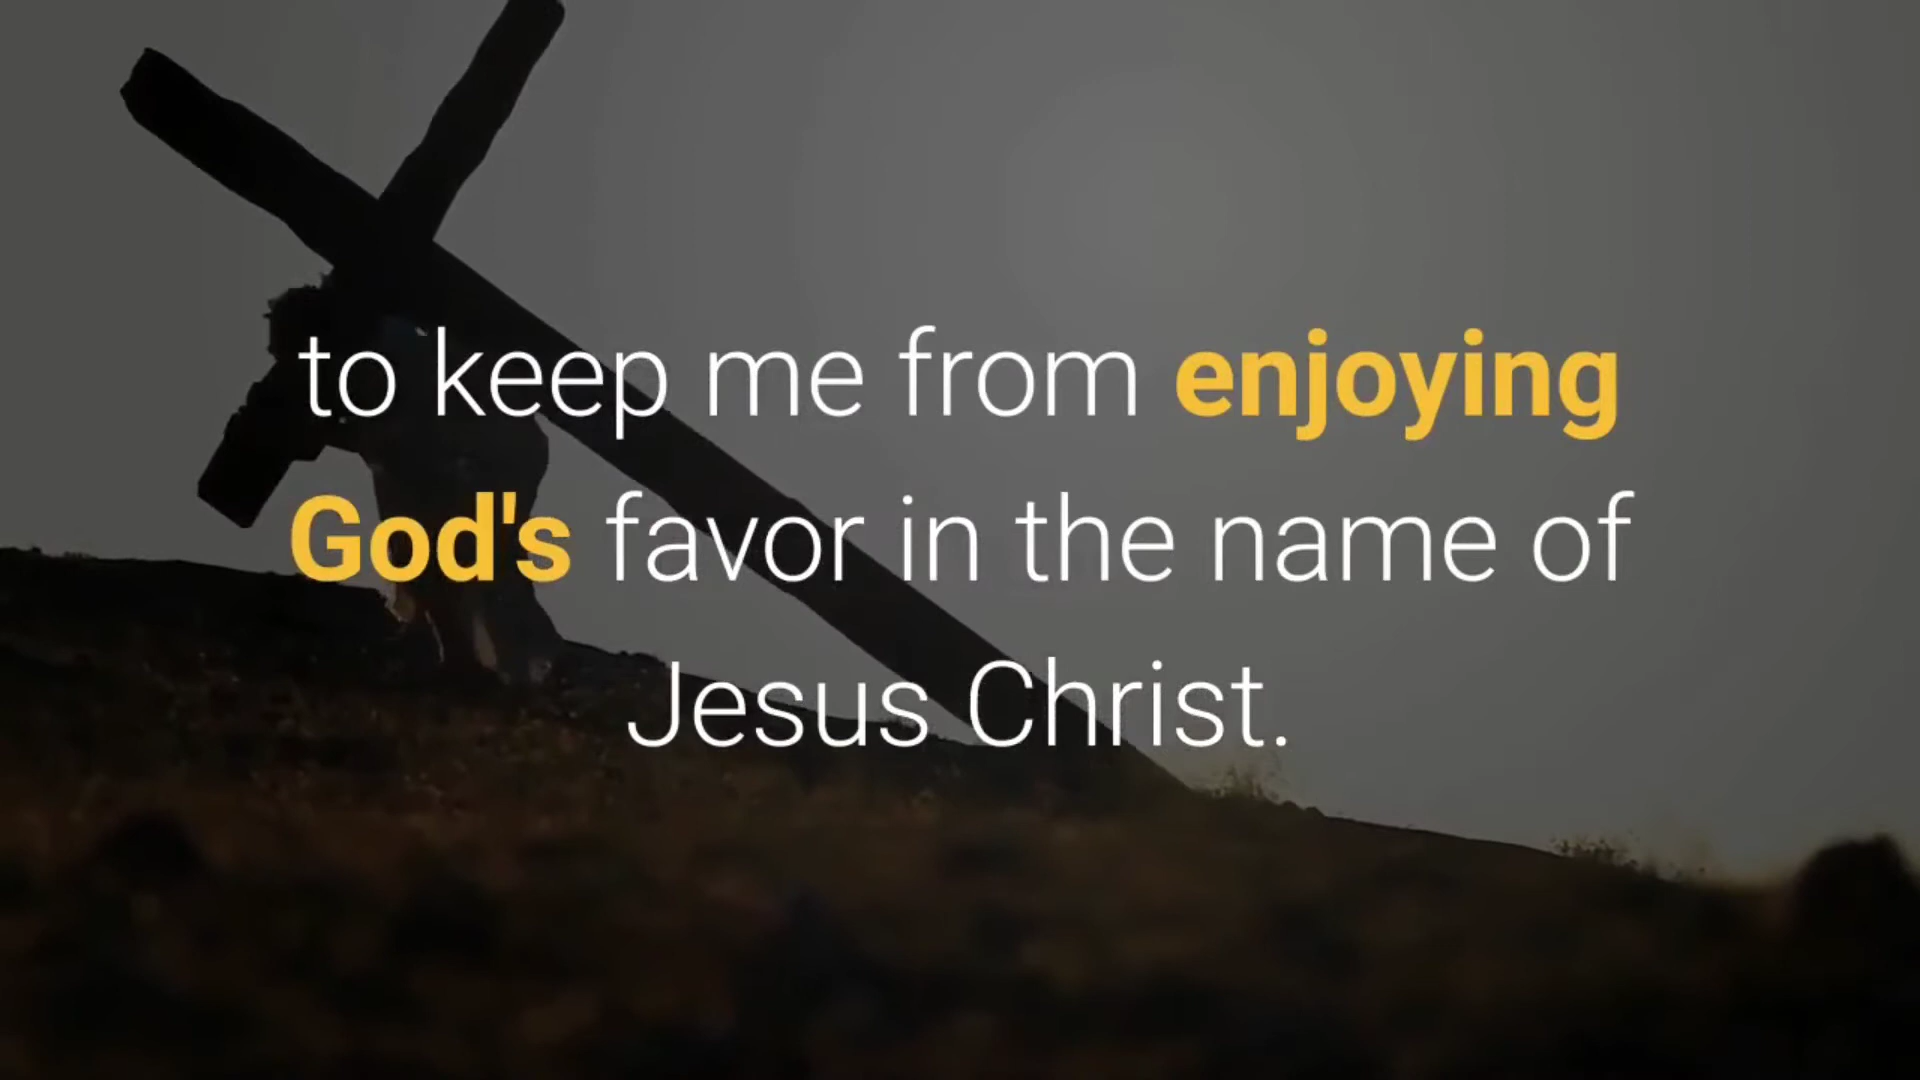 to keep me from enjoying
God's favor in the name of
Jesus Christ.